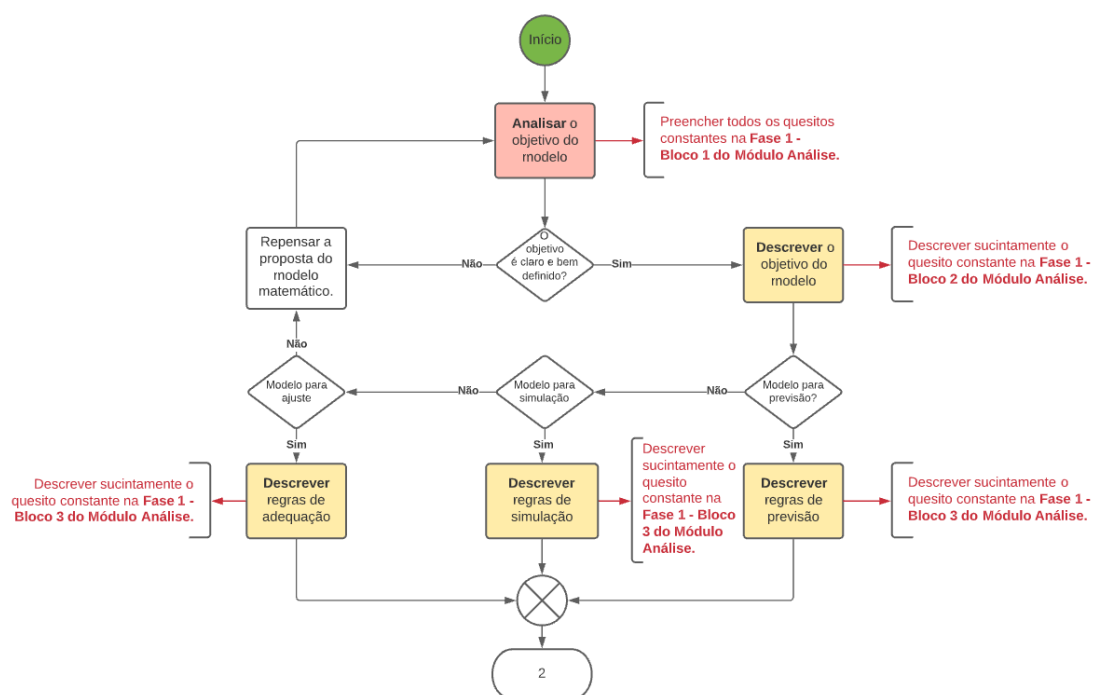 Início
Analisar o
objetivo do
modelo
Preencher todos os quesitos
constantes na Fase 1 -
Bloco 1 do Módulo Análise.
Repensar a
proposta do
modelo
matemático.
Não
O
objetivo
é claro e bem
definido?
Sim
Descrever o
objetivo do
modelo
Descrever sucintamente o
quesito constante na Fase 1 -
Bloco 2 do Módulo Análise.
Não
Modelo para
ajuste
Não
Modelo para
simulação
Não
Modelo para
previsão?
Sim
Sim
Sim
Descrever sucintamente o
quesito constante na Fase 1 -
Bloco 3 do Módulo Análise.
Descrever
regras de
adequação
Descrever
regras de
simulação
Descrever
sucintamente o
quesito
constante na
Fase 1 - Bloco
3 do Módulo
Análise.
Descrever
regras de
previsão
Descrever sucintamente o
quesito constante na Fase 1 -
Bloco 3 do Módulo Análise.
2